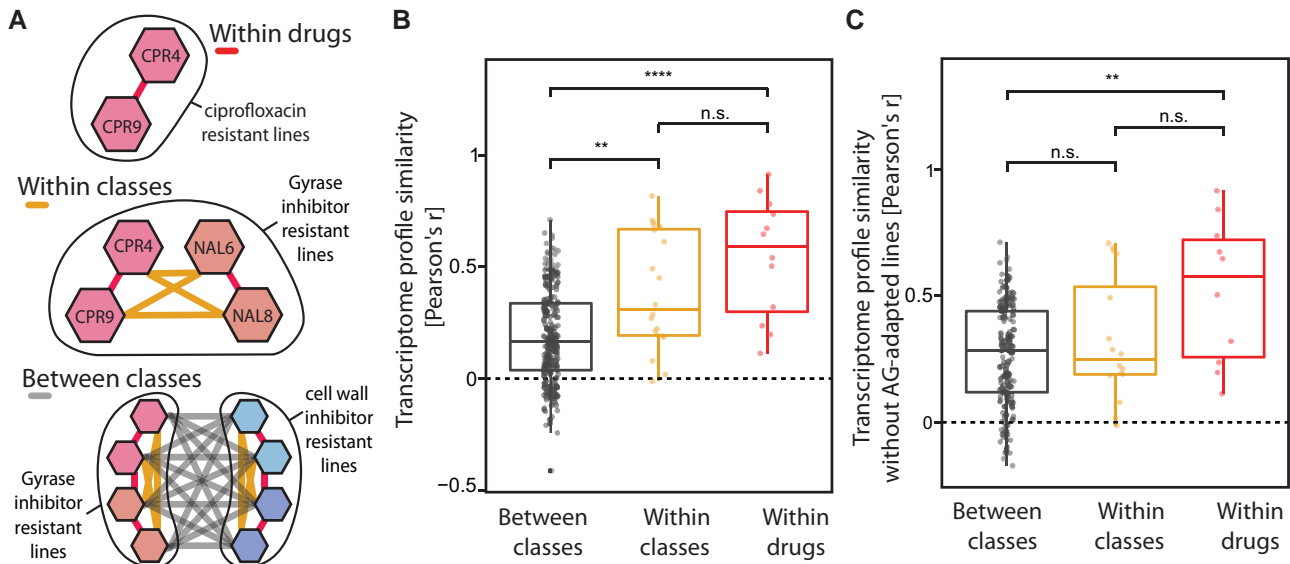 A
Within drugs
CPR4
CPR9
ciprofloxacin
resistant lines
Within classes
Gyrase
inhibitor
resistant
lines
CPR4
NAL6
CPR9
NAL8
Between classes
cell wall
inhibitor
resistant
lines
Gyrase
inhibitor
resistant
lines
B
Transcriptome profile similarity
[Pearson's r]
1
0.5
0
−0.5
****
n.s.
**
Between
classes
Within
classes
Within
drugs
C
Transcriptome profile similarity
without AG-adapted lines [Pearson's r]
1
0.5
0
**
n.s.
n.s.
Between
classes
Within
classes
Within
drugs